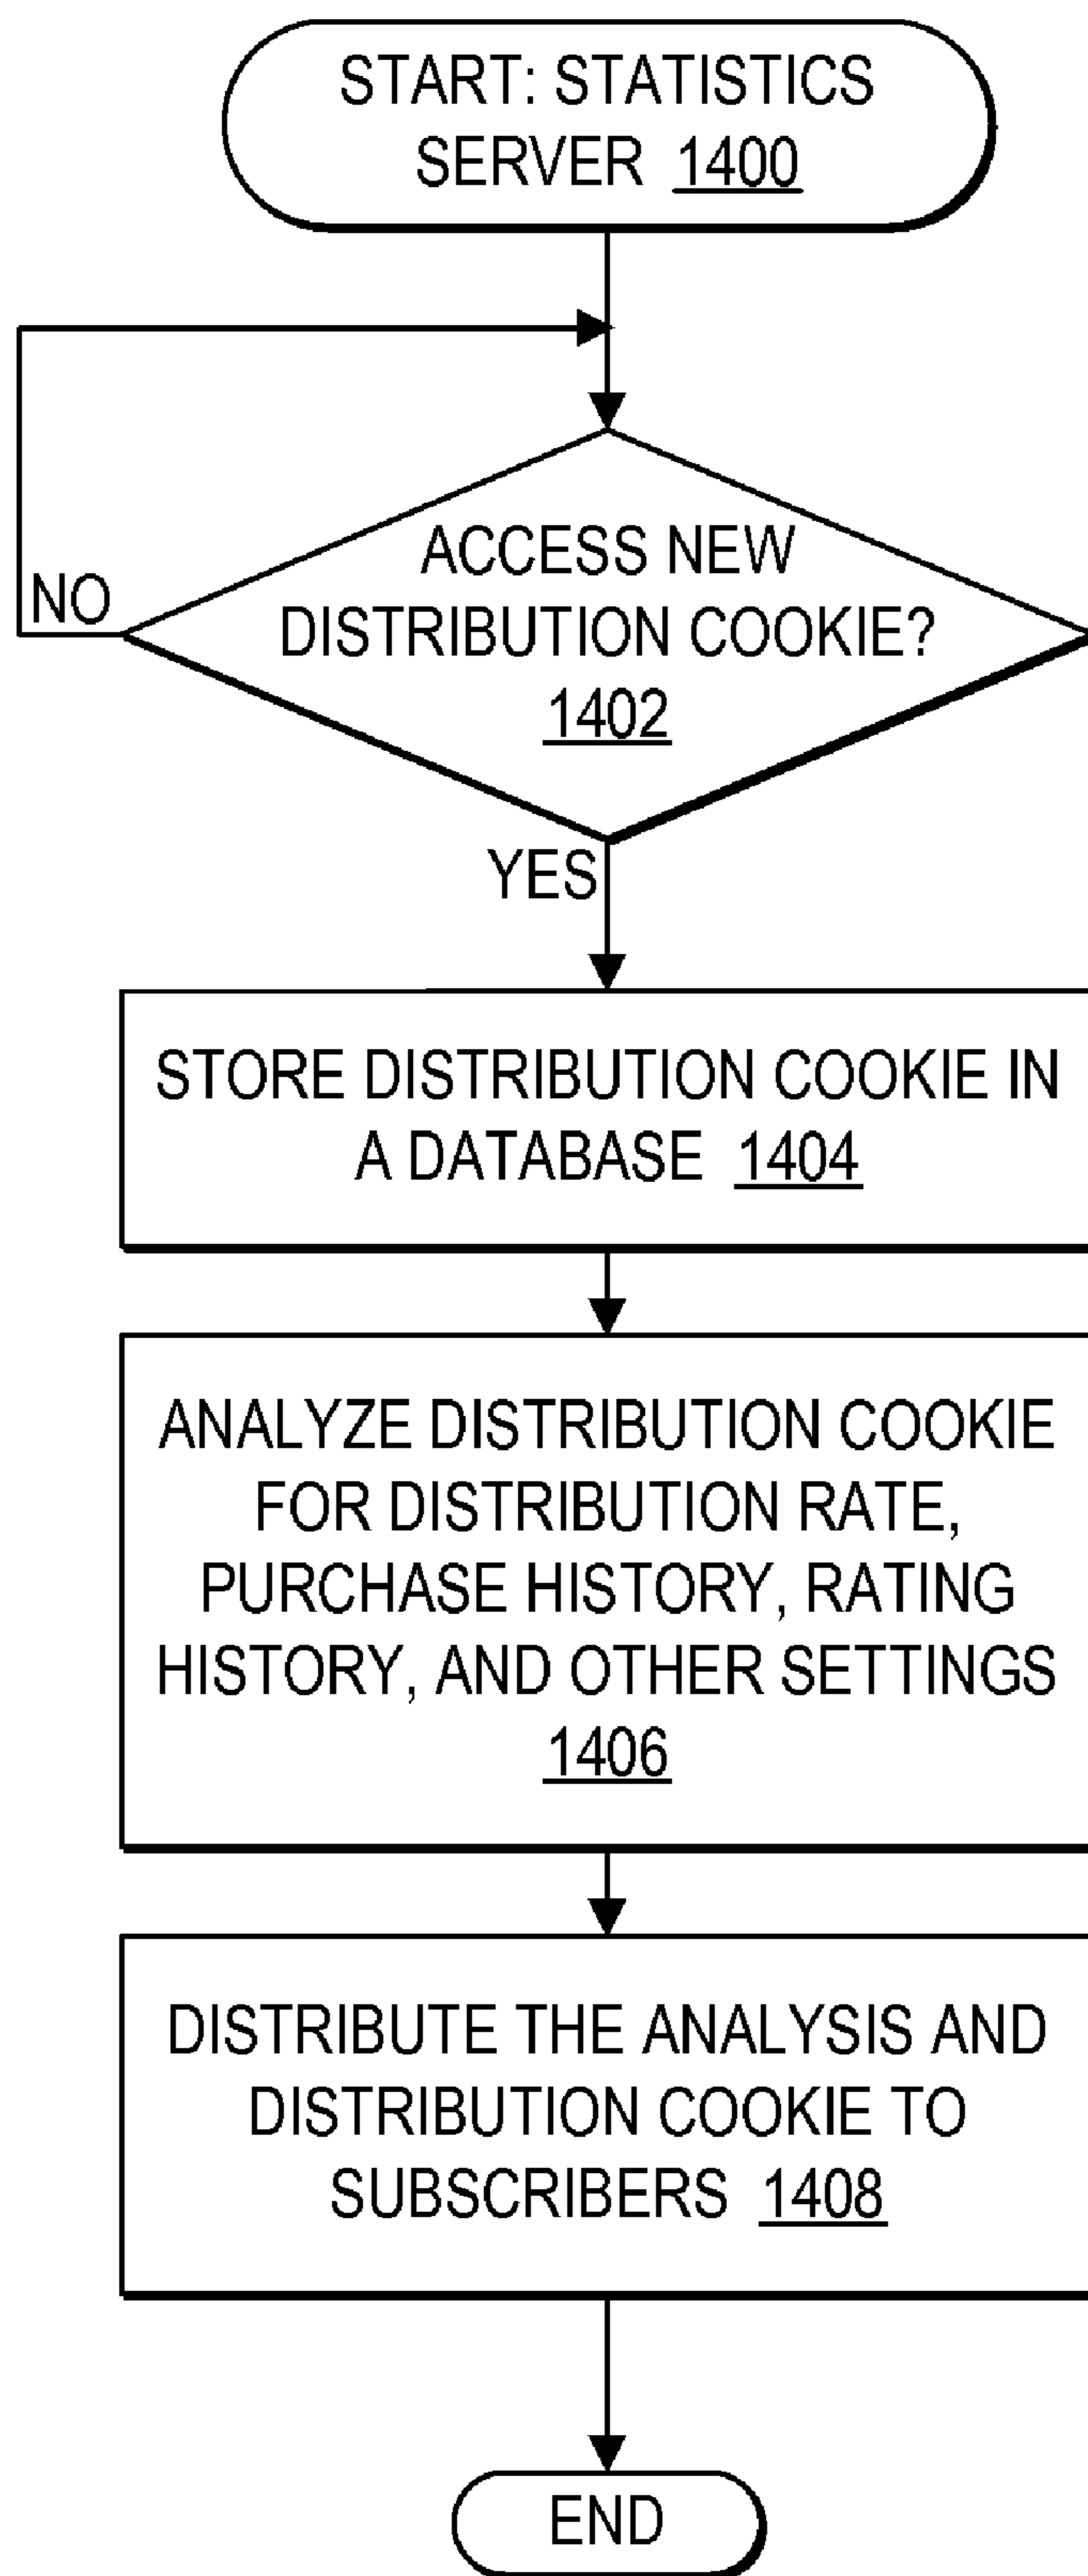 START: STATISTICS
SERVER 1400
ACCESS NEW
DISTRIBUTION COOKIE?
1402
NO
YES
STORE DISTRIBUTION COOKIE IN
A DATABASE 1404
ANALYZE DISTRIBUTION COOKIE
FOR DISTRIBUTION RATE,
PURCHASE HISTORY, RATING
HISTORY, AND OTHER SETTINGS
1406
DISTRIBUTE THE ANALYSIS AND
DISTRIBUTION COOKIE TO
SUBSCRIBERS 1408
END